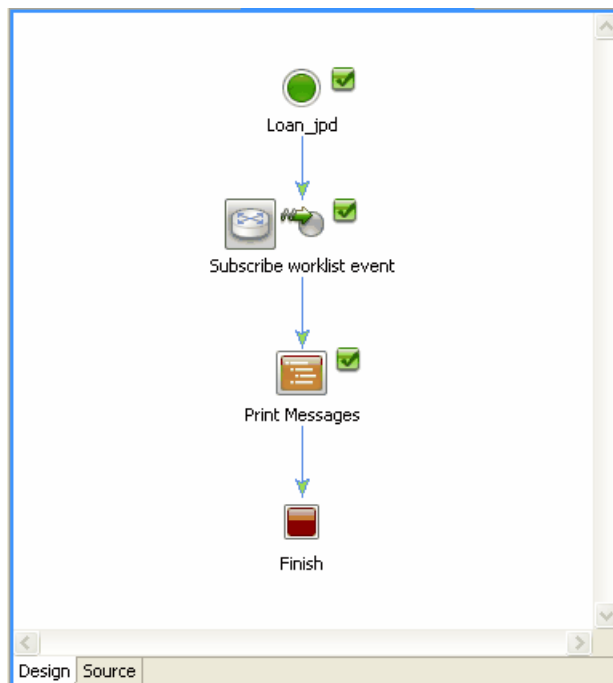 Loan_jpd
Subscribe worklist event
Print Messages
Finish
Design Source